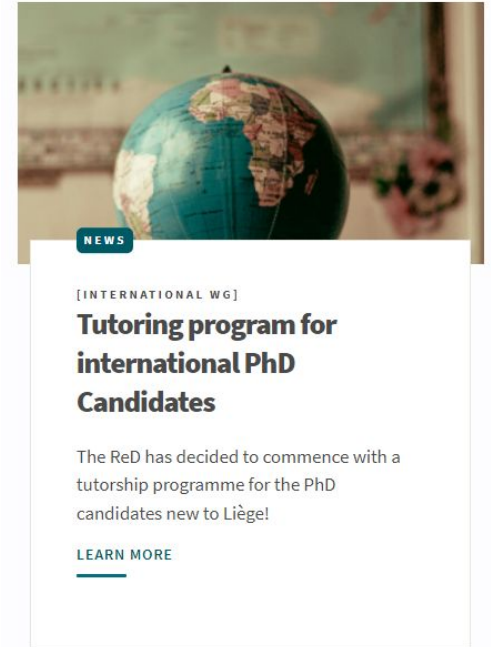 NEWS
[INTERNATIONAL WG]
Tutoring program for
international PhD
Candidates
The ReD has decided to commence with a
tutorship programme for the PhD
candidates new to Liège!
LEARN MORE